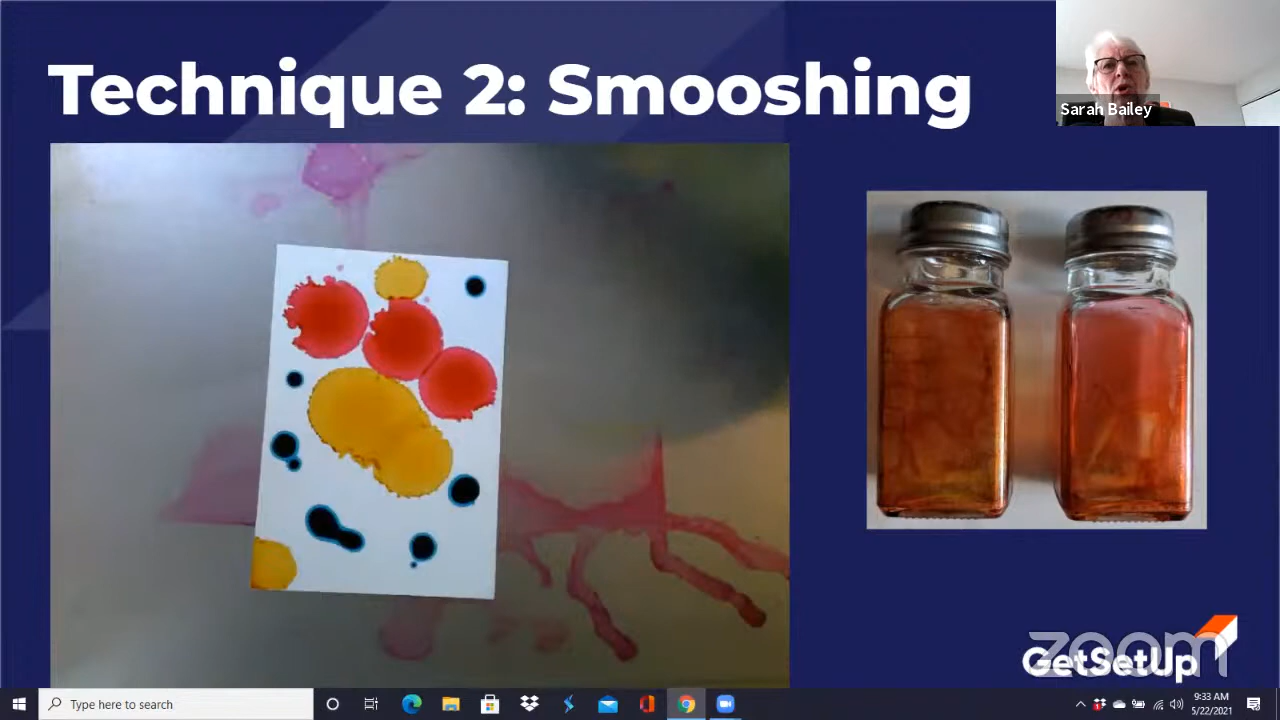 Technique 2: Smooshing
Sarah Bailey
zoom
GetSetUp
Type here to search
9:33 AM
5/22/2021